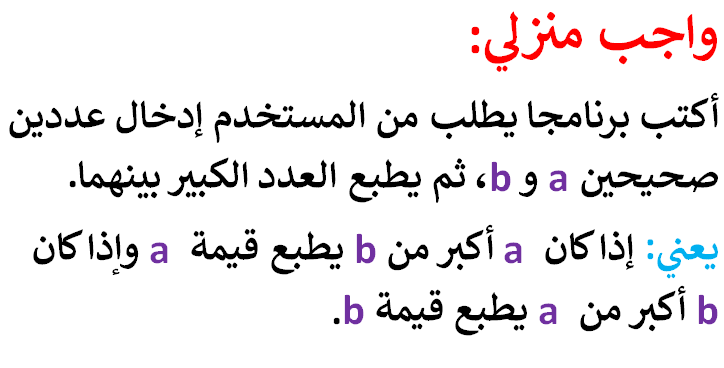 واجب منزلي:
أكتب برنامجا يطلب من المستخدم إدخال عددين
صحيحين a و b، ثم يطبع العدد الكبير بينهما.
يعني: إذا كان a أكبر من b يطبع قيمة a وإذا كان
b أكبر من a يطبع قيمة b.